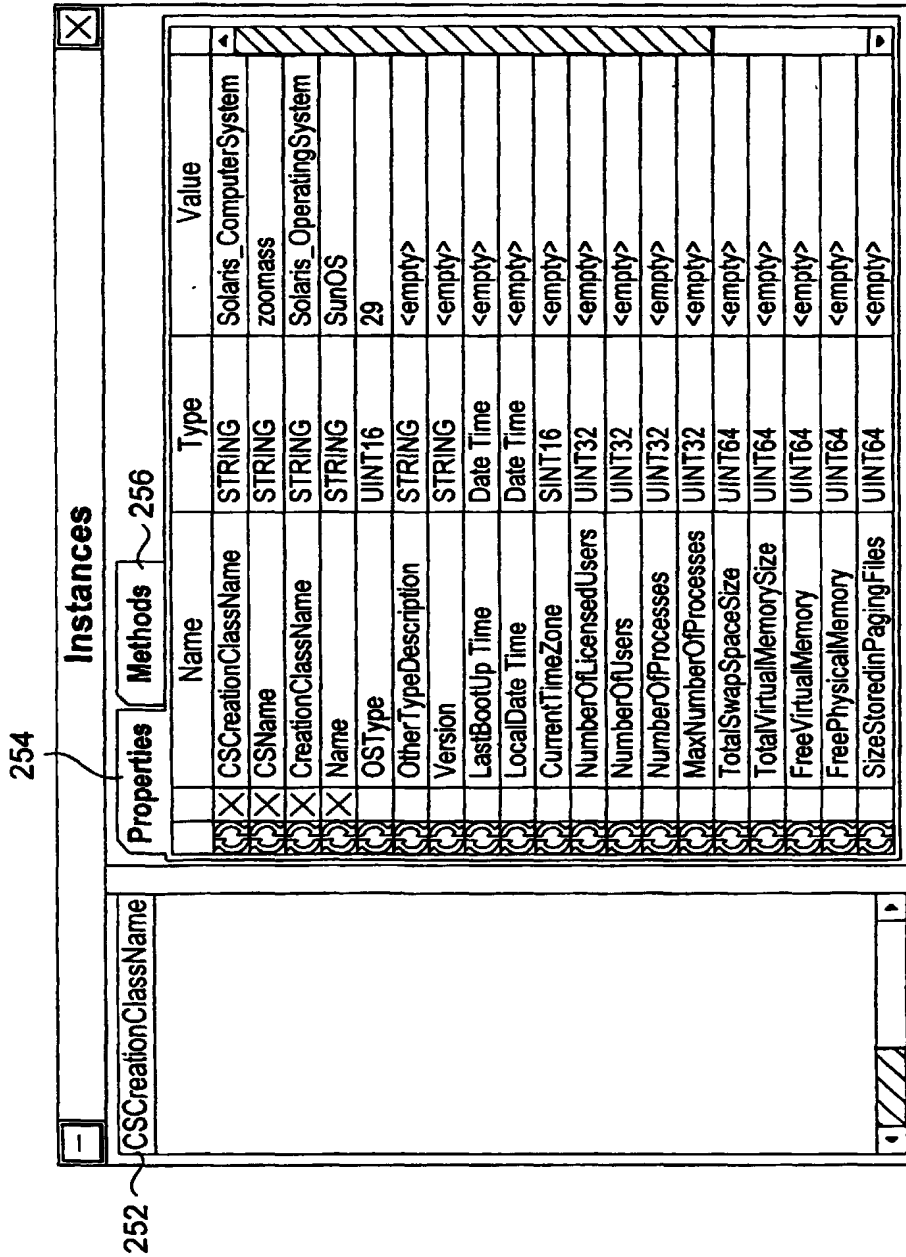 Instances
254
Properties
Methods
256
252
CSCreationClassName
Name Type Value
X CSCreationClassName STRING Solaris_ComputerSystem
X CSName STRING zoomass
X CreationClassName STRING Solaris_OperatingSystem
X Name STRING SunOS
OSType UINT16 29
OtherTypeDescription STRING <empty>
Version STRING <empty>
LastBootUp Time Date Time <empty>
LocalDate Time Date Time <empty>
CurrentTimeZone SINT16 <empty>
NumberOfLicensedUsers UINT32 <empty>
NumberOfUsers UINT32 <empty>
NumberOfProcesses UINT32 <empty>
MaxNumberOfProcesses UINT32 <empty>
TotalSwapSpaceSize UINT64 <empty>
TotalVirtualMemorySize UINT64 <empty>
FreeVirtualMemory UINT64 <empty>
FreePhysicalMemory UINT64 <empty>
SizeStoredinPagingFiles UINT64 <empty>